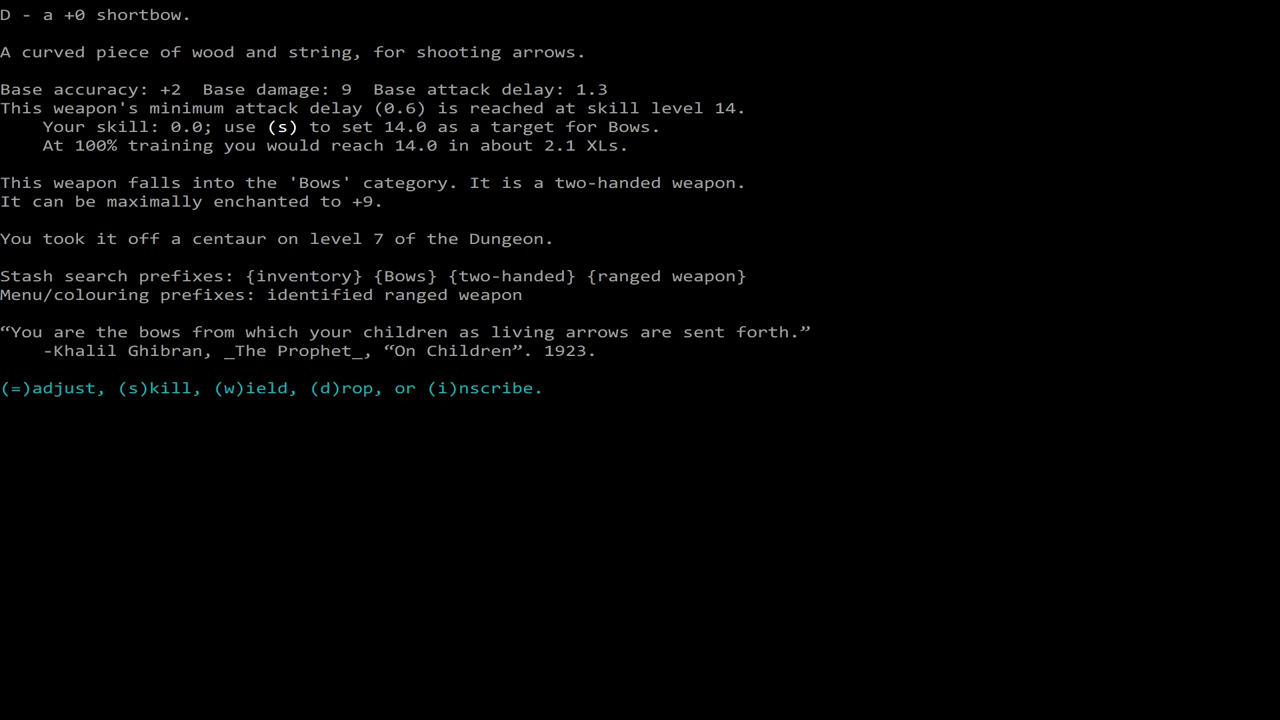 D - a +0 shortbow.
A curved piece of wood and string, for shooting arrows.
Base accuracy: +2  Base damage: 9  Base attack delay: 1.3
This weapon's minimum attack delay (0.6) is reached at skill level 14.
    Your skill: 0.0; use (s) to set 14.0 as a target for Bows.
    At 100% training you would reach 14.0 in about 2.1 XLs.
This weapon falls into the 'Bows' category. It is a two-handed weapon.
It can be maximally enchanted to +9.
You took it off a centaur on level 7 of the Dungeon.
Stash search prefixes: {inventory} {Bows} {two-handed} {ranged weapon}
Menu/colouring prefixes: identified ranged weapon
“You are the bows from which your children as living arrows are sent forth.”
    -Khalil Ghibran, _The Prophet_, “On Children”. 1923.
(=)adjust, (s)kill, (w)ield, (d)rop, or (i)nscribe.